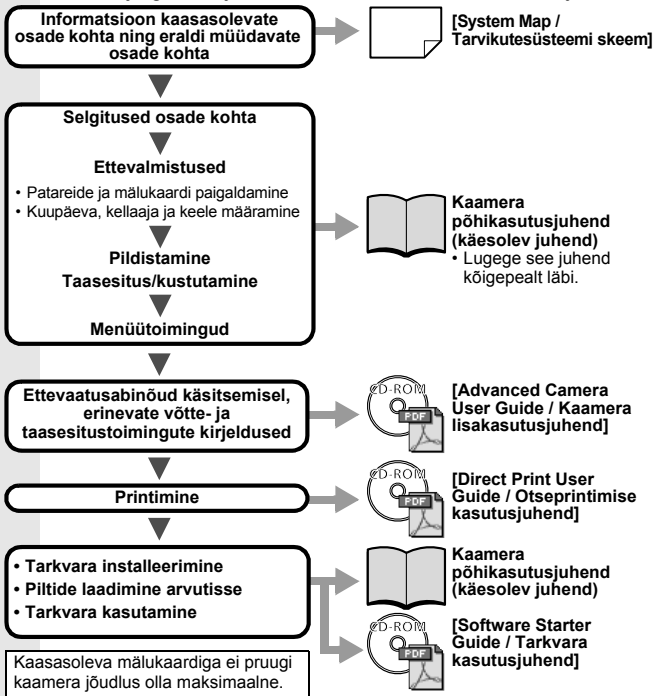 Informatsioon kaasasolevate
osade kohta ning eraldi müüdavate
osade kohta
[System Map /
Tarvikutesüsteemi skeem]
Selgitused osade kohta
Ettevalmistused
• Patareide ja mälukaardi paigaldamine
• Kuupäeva, kellaaja ja keele määramine
Pildistamine
Taasesitus/kustutamine
Menüütoimingud
Kaamera
põhikasutusjuhend
(käesolev juhend)
• Lugege see juhend
kõigepealt läbi.
Ettevaatusabinõud käsitsemisel,
erinevate võtte- ja
taasesitustoimingute kirjeldused
CD-ROM
PDF
[Advanced Camera
User Guide / Kaamera
lisakasutusjuhend]
Printimine
CD-ROM
PDF
[Direct Print User
Guide / Otseprintimise
kasutusjuhend]
• Tarkvara installeerimine
• Piltide laadimine arvutisse
• Tarkvara kasutamine
Kaamera
põhikasutusjuhend
(käesolev juhend)
CD-ROM
PDF
[Software Starter
Guide / Tarkvara
kasutusjuhend]
Kaasasoleva mälukaardiga ei pruugi
kaamera jõudlus olla maksimaalne.